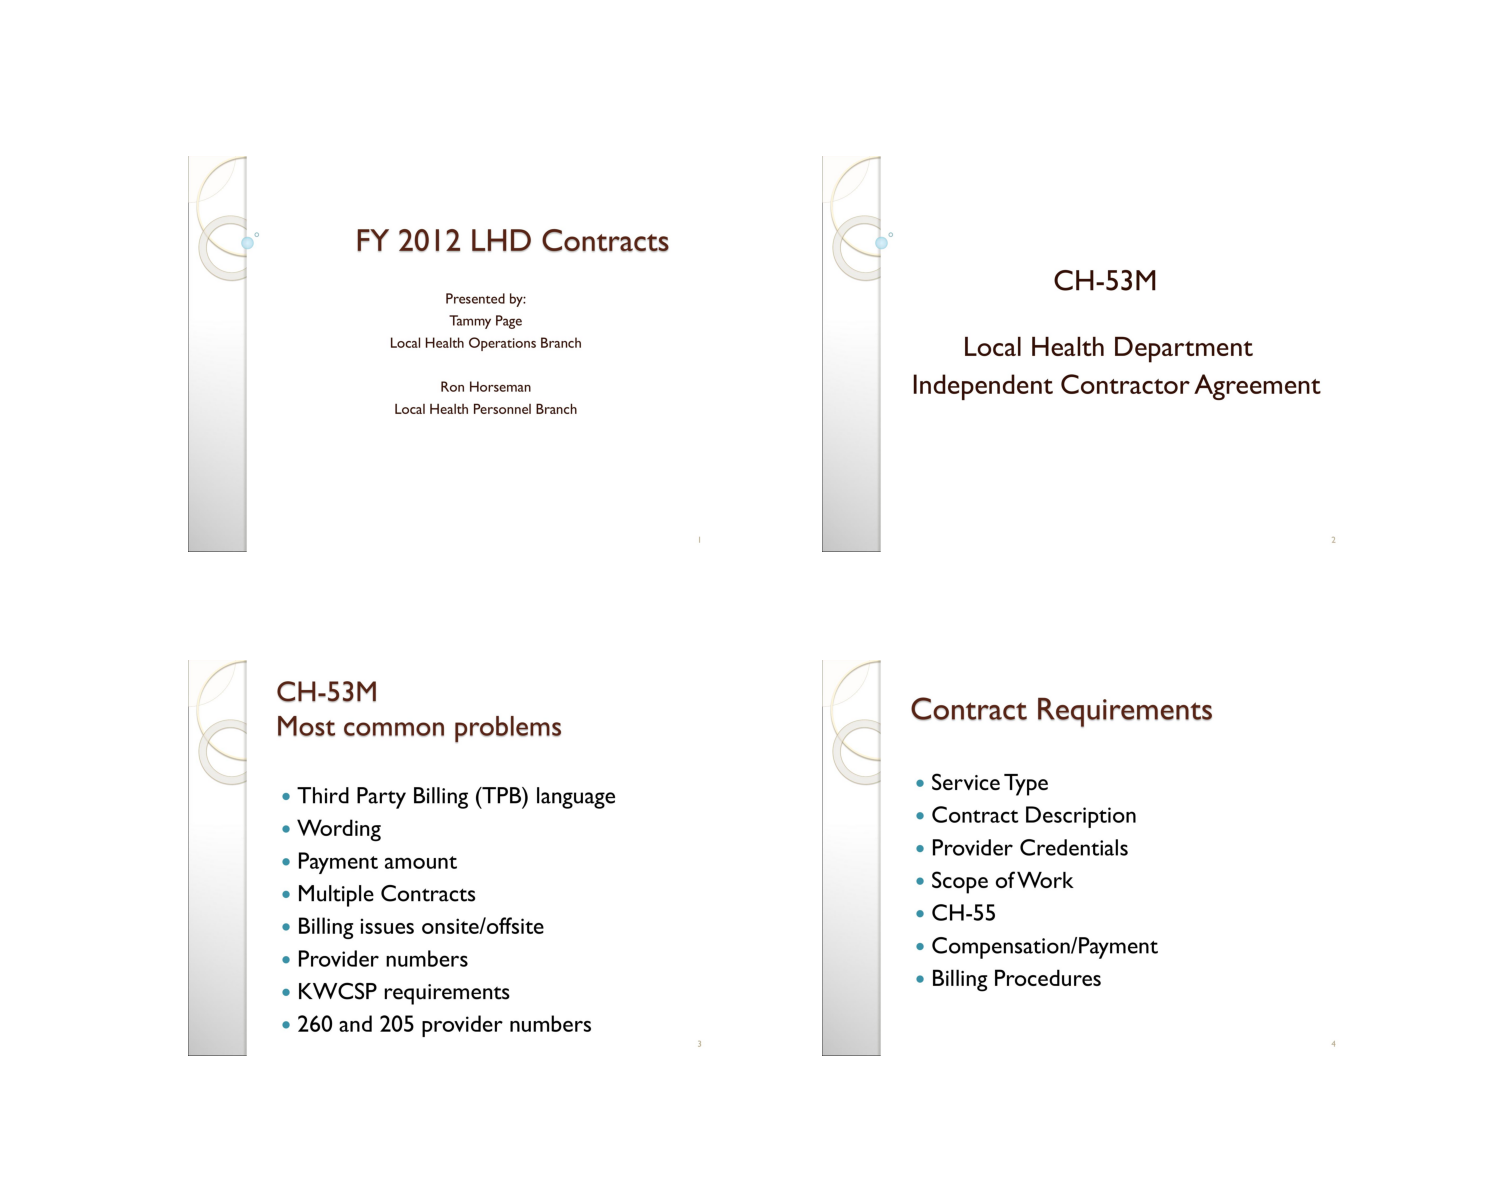 FY 2012 LHD Contracts
Presented by:
Tammy Page
Local Health Operations Branch
Ron Horseman
Local Health Personnel Branch
1
CH-53M
Local Health Department
Independent Contractor Agreement
2
CH-53M
Most common problems
• Third Party Billing (TPB) language
• Wording
• Payment amount
• Multiple Contracts
• Billing issues onsite/offsite
• Provider numbers
• KWCSP requirements
• 260 and 205 provider numbers
3
Contract Requirements
• Service Type
• Contract Description
• Provider Credentials
• Scope of Work
• CH-55
• Compensation/Payment
• Billing Procedures
4